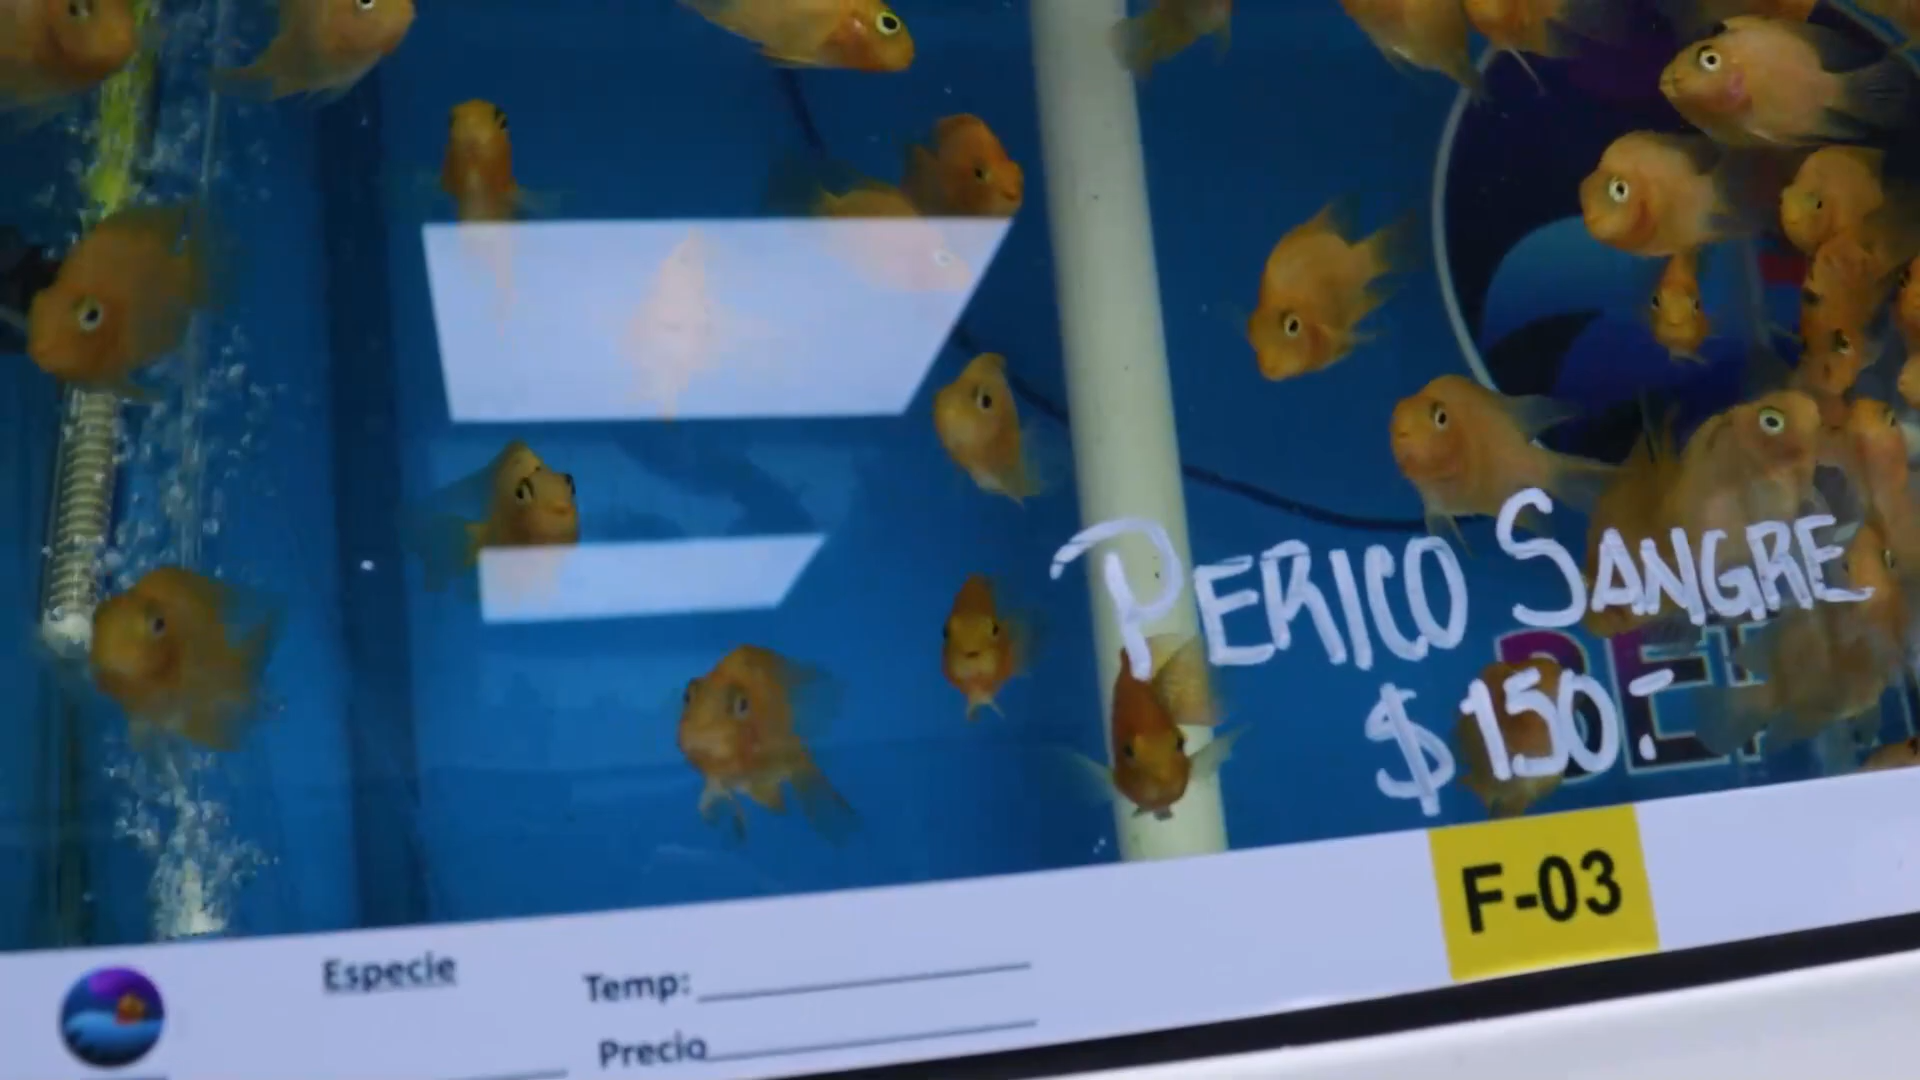 PERICO SANGRE
$150.-
F-03
Especie
Temp:
Precio